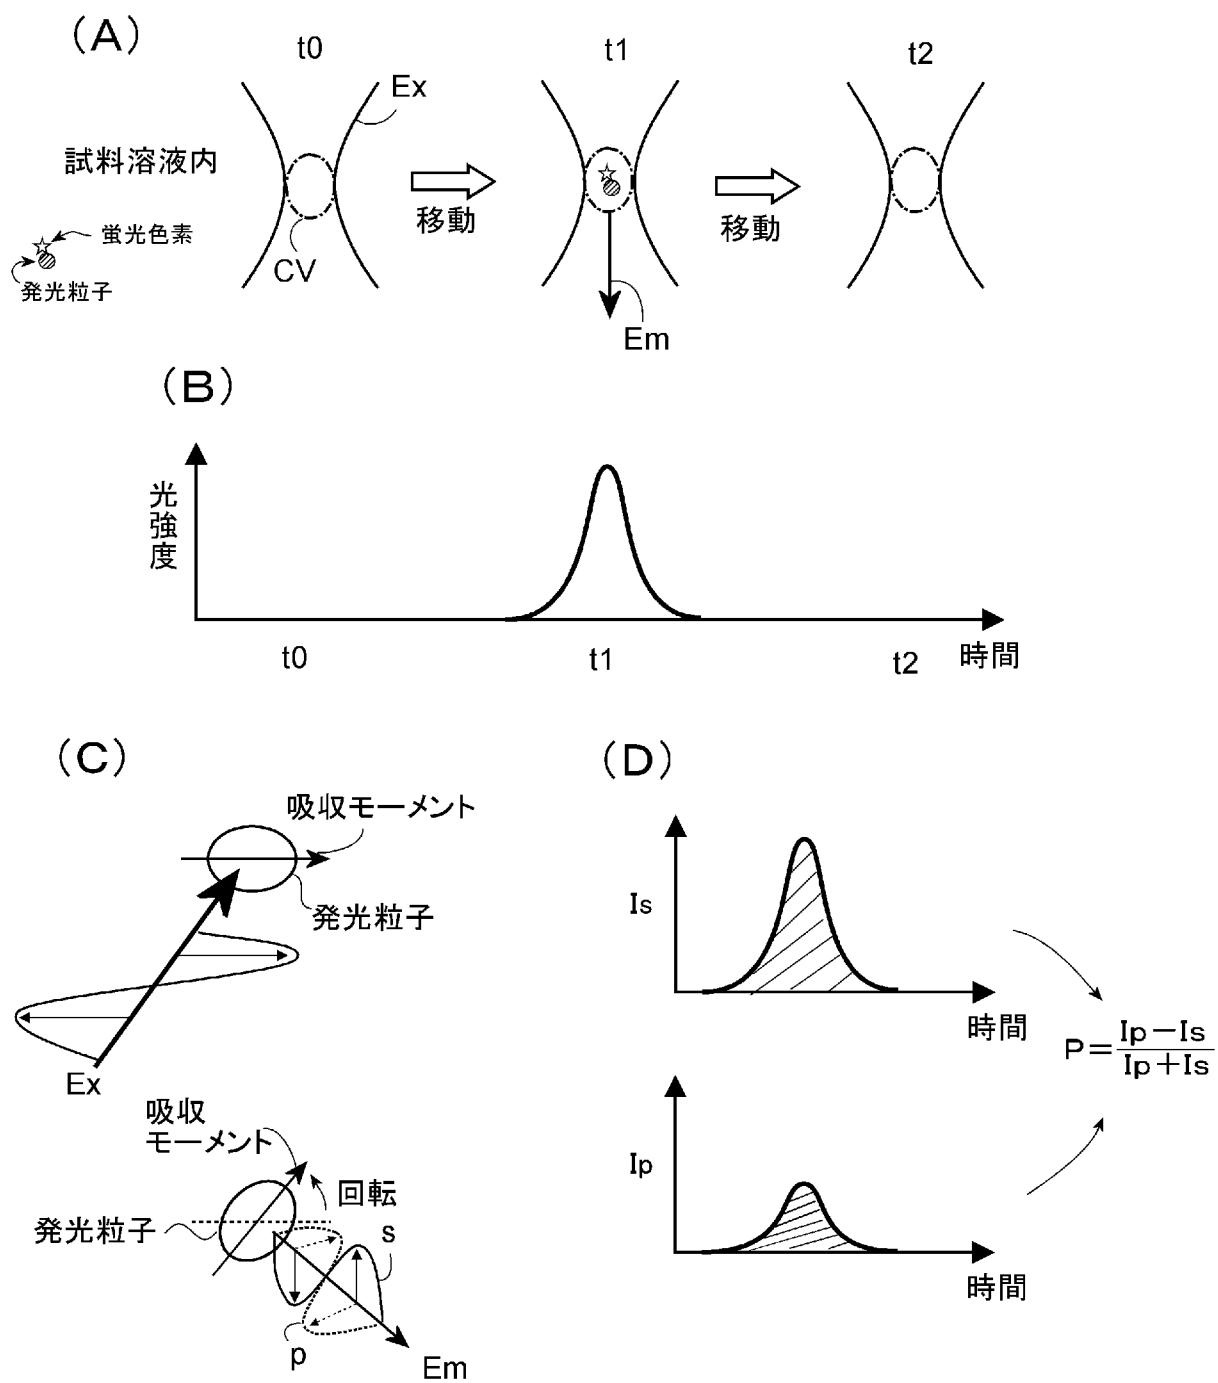 (A)
t0
t1
t2
Ex
試料溶液内
移動
移動
蛍光色素
発光粒子
CV
Em
(B)
光強度
t0
t1
t2
時間
(C)
吸収モーメント
発光粒子
Ex
吸収
モーメント
回転
発光粒子
s
p
Em
(D)
Is
時間
P=(Ip-Is)/(Ip+Is)
Ip
時間